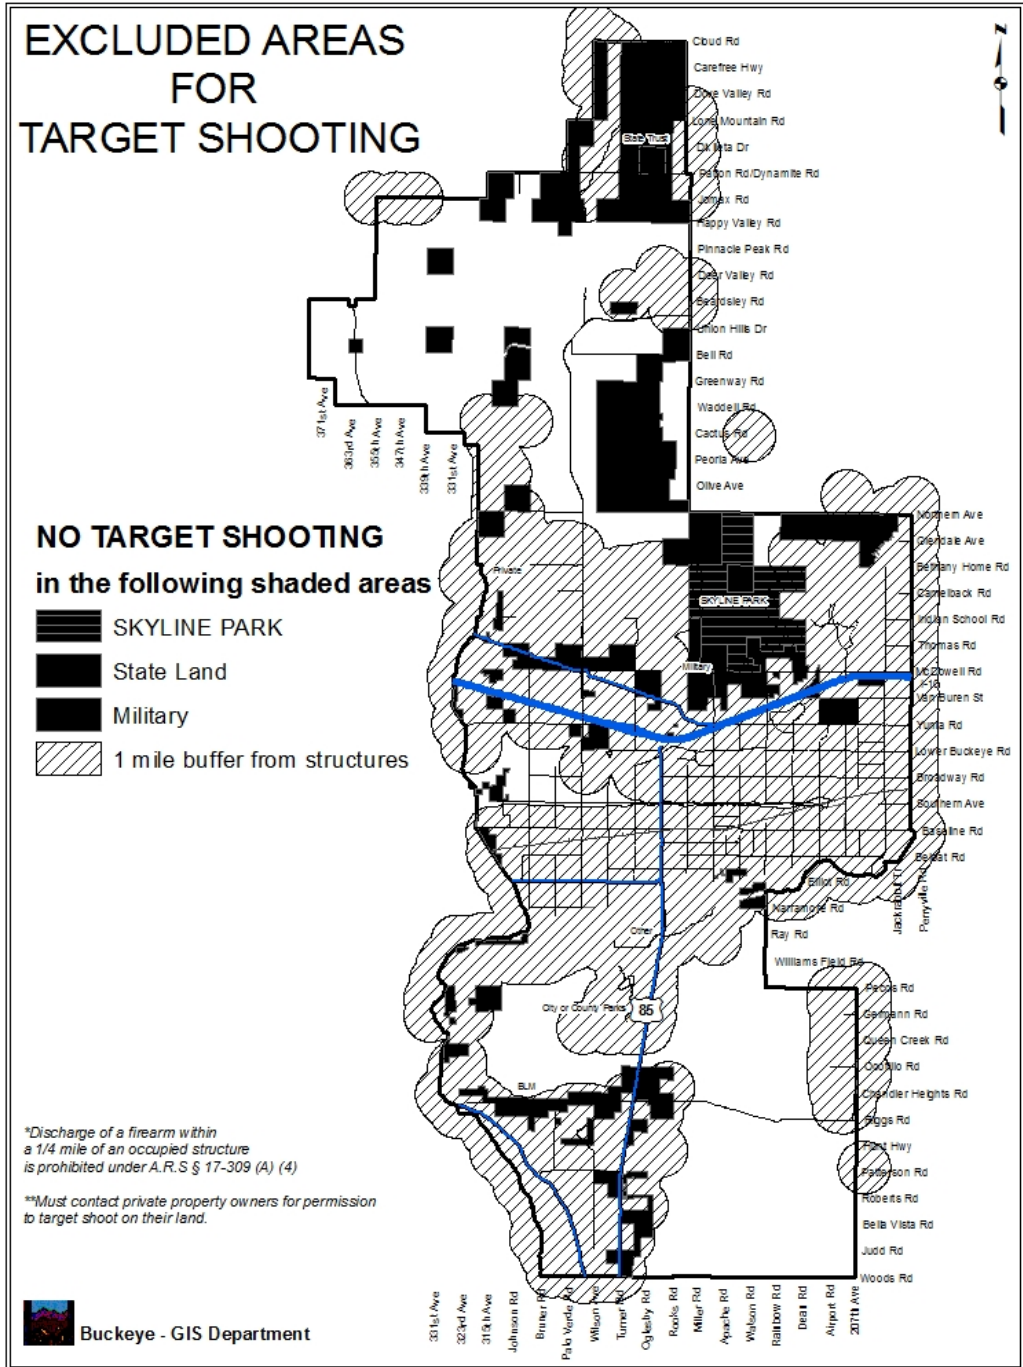 EXCLUDED AREAS
FOR
TARGET SHOOTING
N
Cloud Rd
Carefree Hwy
Dove Valley Rd
Lone Mountain Rd
State Trust
Dixileta Dr
Patton Rd/Dynamite Rd
Jomax Rd
Happy Valley Rd
Pinnacle Peak Rd
Deer Valley Rd
Beardsley Rd
Union Hills Dr
Bell Rd
Greenway Rd
Waddell Rd
Cactus Rd
Peoria Ave
Olive Ave
371st Ave
363rd Ave
355th Ave
347th Ave
339th Ave
331st Ave
Northern Ave
Glendale Ave
Bethany Home Rd
Camelback Rd
Indian School Rd
Thomas Rd
McDowell Rd
I-10
Van Buren St
Yuma Rd
Lower Buckeye Rd
Broadway Rd
Southern Ave
Baseline Rd
Beloat Rd
Private
SKYLINE PARK
Military
NO TARGET SHOOTING
in the following shaded areas
SKYLINE PARK
State Land
Military
1 mile buffer from structures
Elliot Rd
Narramore Rd
Ray Rd
Williams Field Rd
Jackrabbit Tr
Perryville Rd
Other
City or County Parks
85
BLM
Pecos Rd
Germann Rd
Queen Creek Rd
Ocotillo Rd
Chandler Heights Rd
Riggs Rd
Hunt Hwy
Patterson Rd
Roberts Rd
Bella Vista Rd
Judd Rd
Woods Rd
*Discharge of a firearm within
a 1/4 mile of an occupied structure
is prohibited under A.R.S § 17-309 (A) (4)
**Must contact private property owners for permission
to target shoot on their land.
331st Ave
323rd Ave
315th Ave
Johnson Rd
Bruner Rd
Palo Verde Rd
Wilson Ave
Turner Rd
Oglesby Rd
Rooks Rd
Miller Rd
Apache Rd
Watson Rd
Rainbow Rd
Dean Rd
Airport Rd
207th Ave
Buckeye - GIS Department